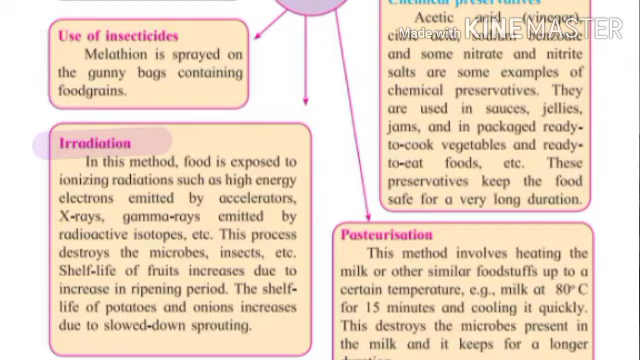 Use of insecticides
Melathion is sprayed on
the gunny bags containing
foodgrains.
Irradiation
In this method, food is exposed to
ionizing radiations such as high energy
electrons emitted by accelerators,
X-rays, gamma-rays emitted by
radioactive isotopes, etc. This process
destroys the microbes, insects, etc.
Shelf-life of fruits increases due to
increase in ripening period. The shelf-
life of potatoes and onions increases
due to slowed-down sprouting.
Chemical preservatives
Acetic acid (vinegar),
citric acid, sodium benzoate
and some nitrate and nitrite
salts are some examples of
chemical preservatives. They
are used in sauces, jellies,
jams, and in packaged ready-
to-cook vegetables and ready-
to-eat foods, etc. These
preservatives keep the food
safe for a very long duration.
Made with KINEMASTER
Pasteurisation
This method involves heating the
milk or other similar foodstuffs up to a
certain temperature, e.g., milk at 80° C
for 15 minutes and cooling it quickly.
This destroys the microbes present in
the milk and it keeps for a longer